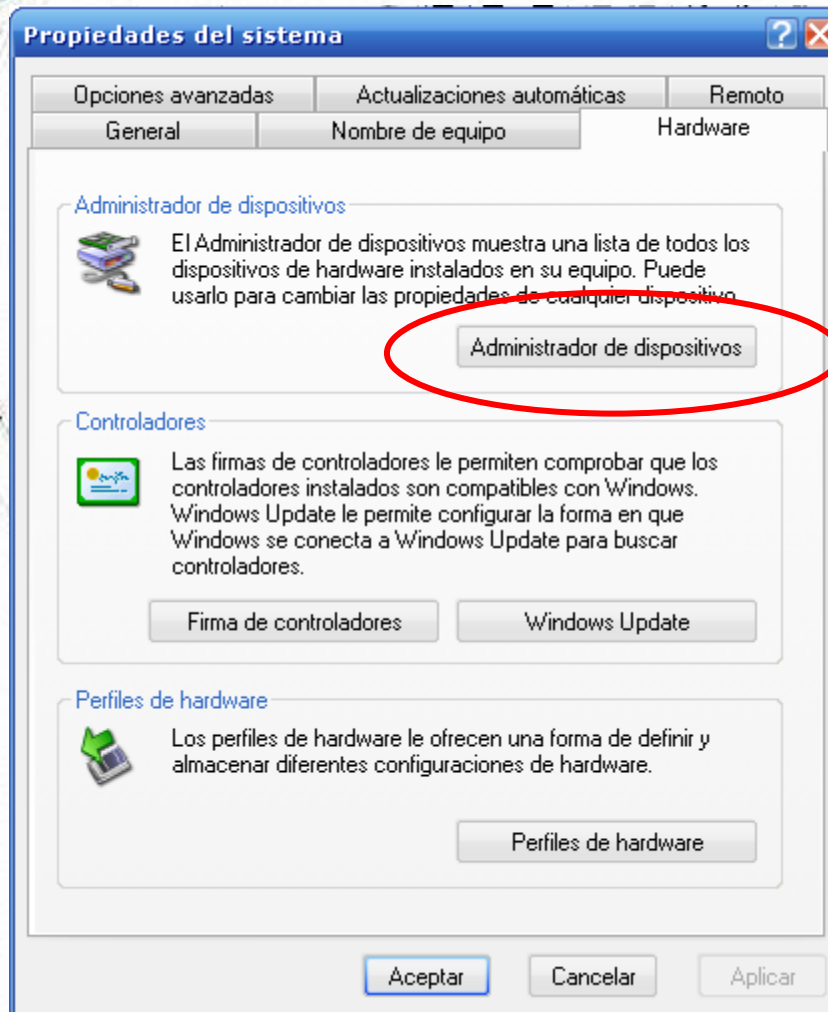 Propiedades del sistema
Opciones avanzadas
Actualizaciones automáticas
Remoto
General
Nombre de equipo
Hardware
Administrador de dispositivos
El Administrador de dispositivos muestra una lista de todos los
dispositivos de hardware instalados en su equipo. Puede
usarlo para cambiar las propiedades de cualquier dispositivo.
Administrador de dispositivos
Controladores
Las firmas de controladores le permiten comprobar que los
controladores instalados son compatibles con Windows.
Windows Update le permite configurar la forma en que
Windows se conecta a Windows Update para buscar
controladores.
Firma de controladores
Windows Update
Perfiles de hardware
Los perfiles de hardware le ofrecen una forma de definir y
almacenar diferentes configuraciones de hardware.
Perfiles de hardware
Aceptar
Cancelar
Aplicar